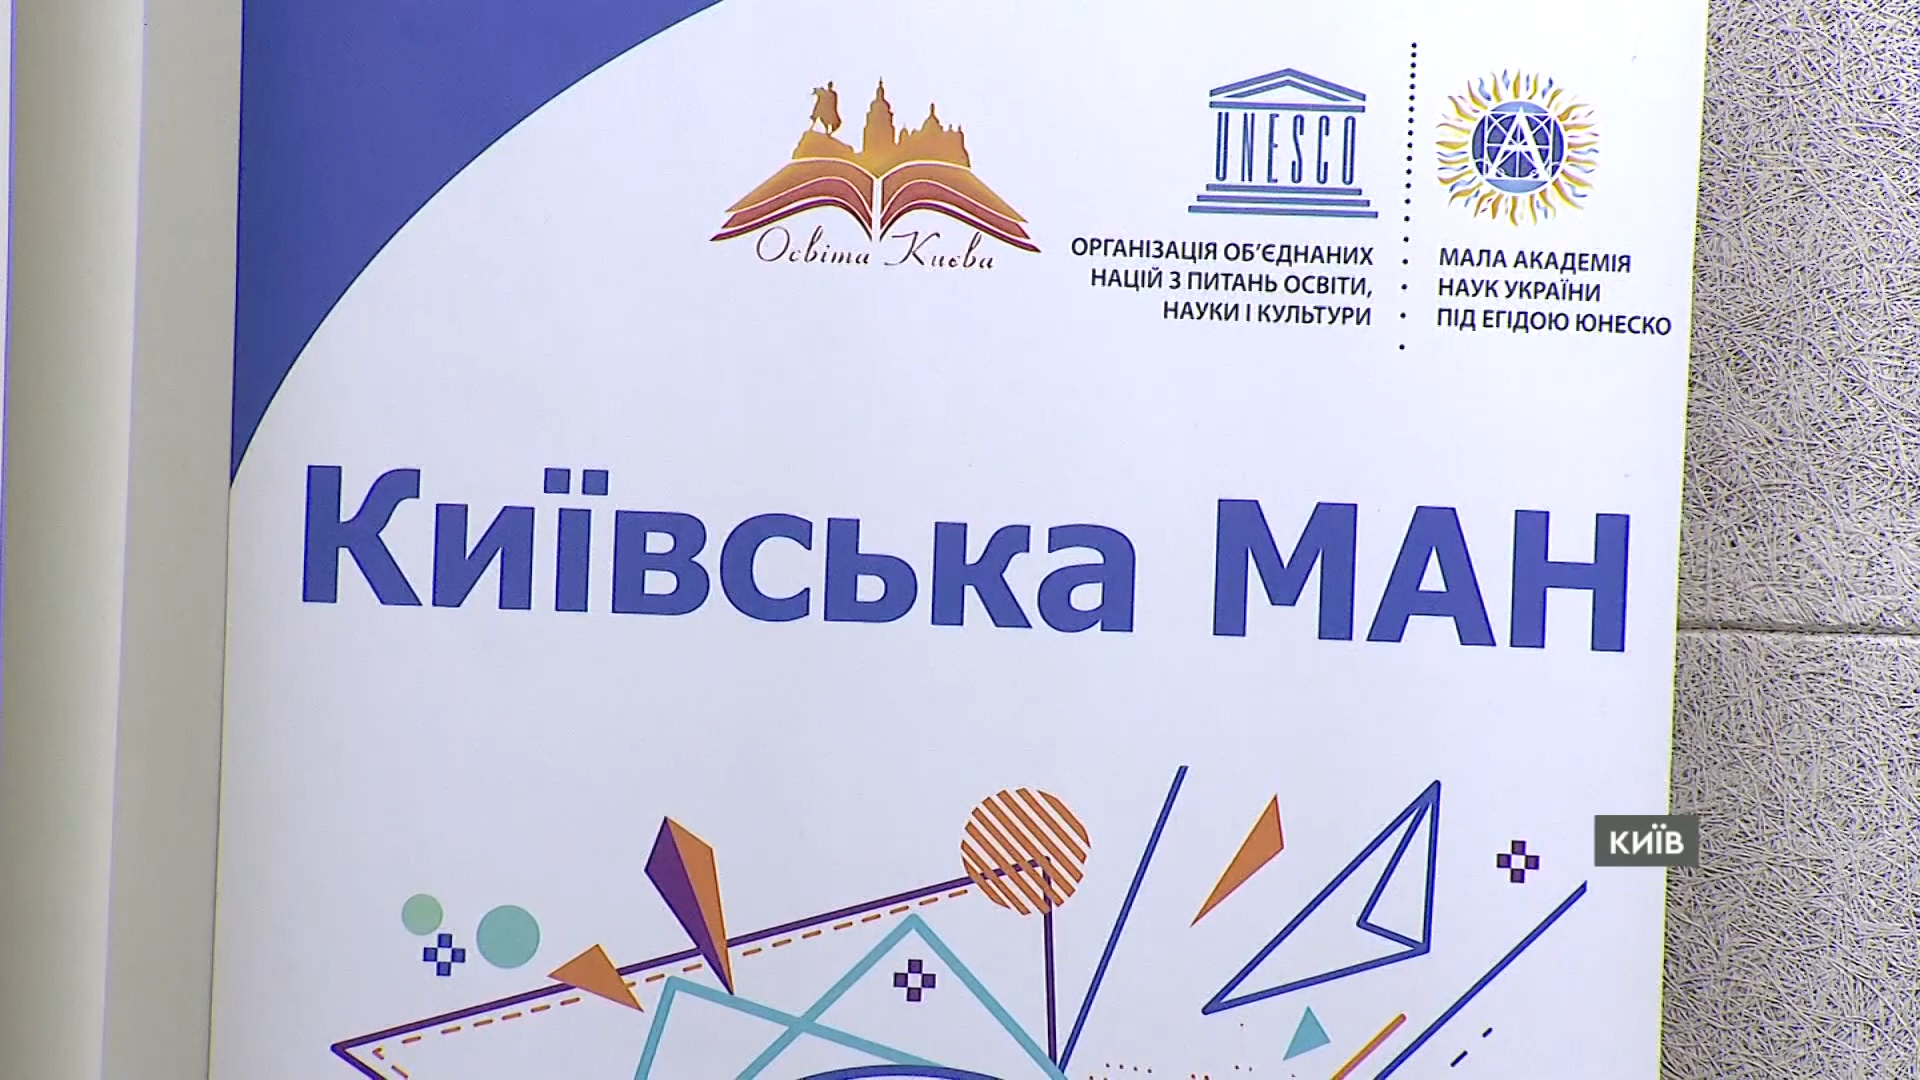 Освіта Києва
UNESCO
ОРГАНІЗАЦІЯ ОБ'ЄДНАНИХ
НАЦІЙ З ПИТАНЬ ОСВІТИ,
НАУКИ І КУЛЬТУРИ
МАЛА АКАДЕМІЯ
НАУК УКРАЇНИ
ПІД ЕГІДОЮ ЮНЕСКО
Київська МАН
КИЇВ